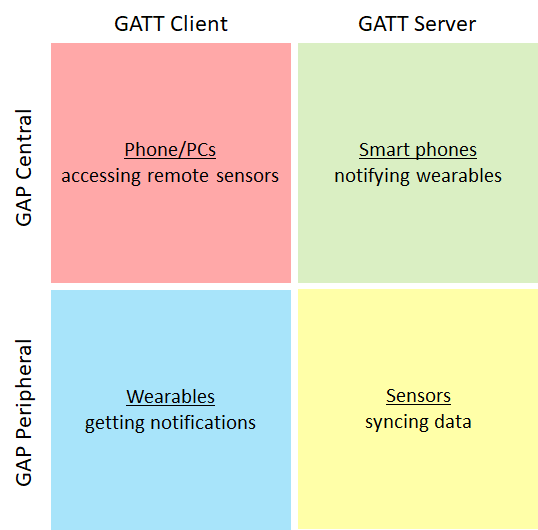 GATT Client
GATT Server
GAP Central
Phone/PCs
accessing remote sensors
Smart phones
notifying wearables
GAP Peripheral
Wearables
getting notifications
Sensors
syncing data